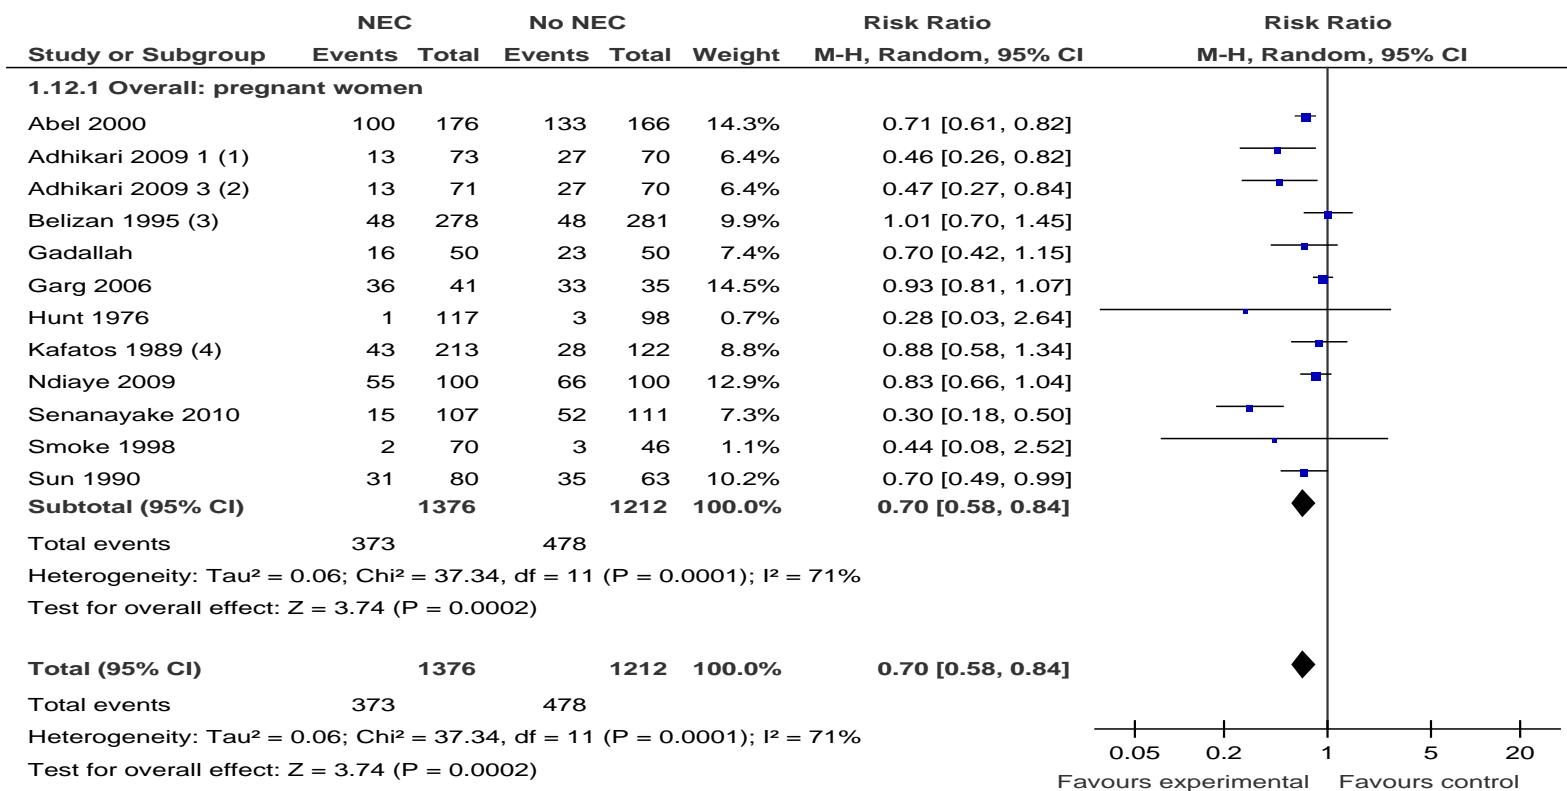 NEC No NEC Risk Ratio Risk Ratio
Study or Subgroup Events Total Events Total Weight M-H, Random, 95% CI M-H, Random, 95% CI
1.12.1 Overall: pregnant women
Abel 2000 100 176 133 166 14.3% 0.71 [0.61, 0.82]
Adhikari 2009 1 (1) 13 73 27 70 6.4% 0.46 [0.26, 0.82]
Adhikari 2009 3 (2) 13 71 27 70 6.4% 0.47 [0.27, 0.84]
Belizan 1995 (3) 48 278 48 281 9.9% 1.01 [0.70, 1.45]
Gadallah 16 50 23 50 7.4% 0.70 [0.42, 1.15]
Garg 2006 36 41 33 35 14.5% 0.93 [0.81, 1.07]
Hunt 1976 1 117 3 98 0.7% 0.28 [0.03, 2.64]
Kafatos 1989 (4) 43 213 28 122 8.8% 0.88 [0.58, 1.34]
Ndiaye 2009 55 100 66 100 12.9% 0.83 [0.66, 1.04]
Senanayake 2010 15 107 52 111 7.3% 0.30 [0.18, 0.50]
Smoke 1998 2 70 3 46 1.1% 0.44 [0.08, 2.52]
Sun 1990 31 80 35 63 10.2% 0.70 [0.49, 0.99]
Subtotal (95% CI) 1376 1212 100.0% 0.70 [0.58, 0.84]
Total events 373 478
Heterogeneity: Tau² = 0.06; Chi² = 37.34, df = 11 (P = 0.0001); I² = 71%
Test for overall effect: Z = 3.74 (P = 0.0002)
Total (95% CI) 1376 1212 100.0% 0.70 [0.58, 0.84]
Total events 373 478
Heterogeneity: Tau² = 0.06; Chi² = 37.34, df = 11 (P = 0.0001); I² = 71%
Test for overall effect: Z = 3.74 (P = 0.0002)
0.05 0.2 1 5 20
Favours experimental Favours control